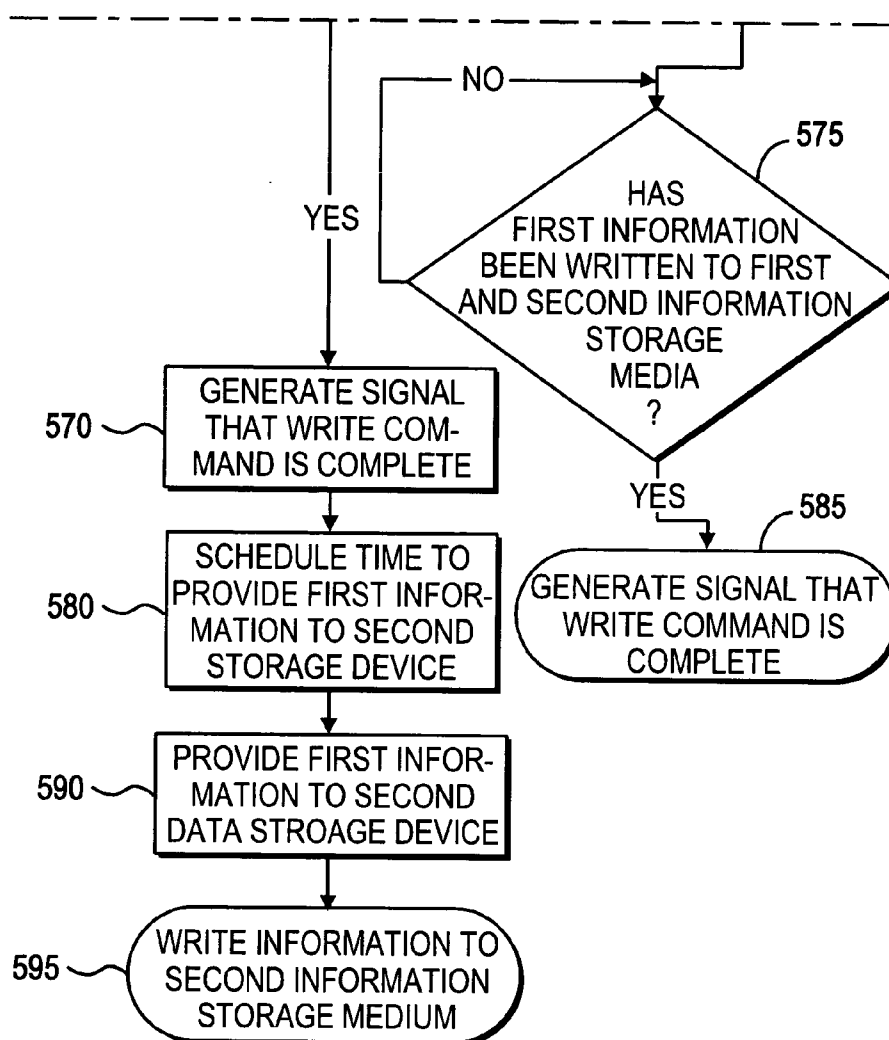 NO
575
HAS
FIRST INFORMATION
BEEN WRITTEN TO FIRST
AND SECOND INFORMATION
STORAGE
MEDIA
?
YES
570
GENERATE SIGNAL
THAT WRITE COM-
MAND IS COMPLETE
YES
585
GENERATE SIGNAL THAT
WRITE COMMAND IS
COMPLETE
580
SCHEDULE TIME TO
PROVIDE FIRST INFOR-
MATION TO SECOND
STORAGE DEVICE
590
PROVIDE FIRST INFOR-
MATION TO SECOND
DATA STROAGE DEVICE
595
WRITE INFORMATION TO
SECOND INFORMATION
STORAGE MEDIUM